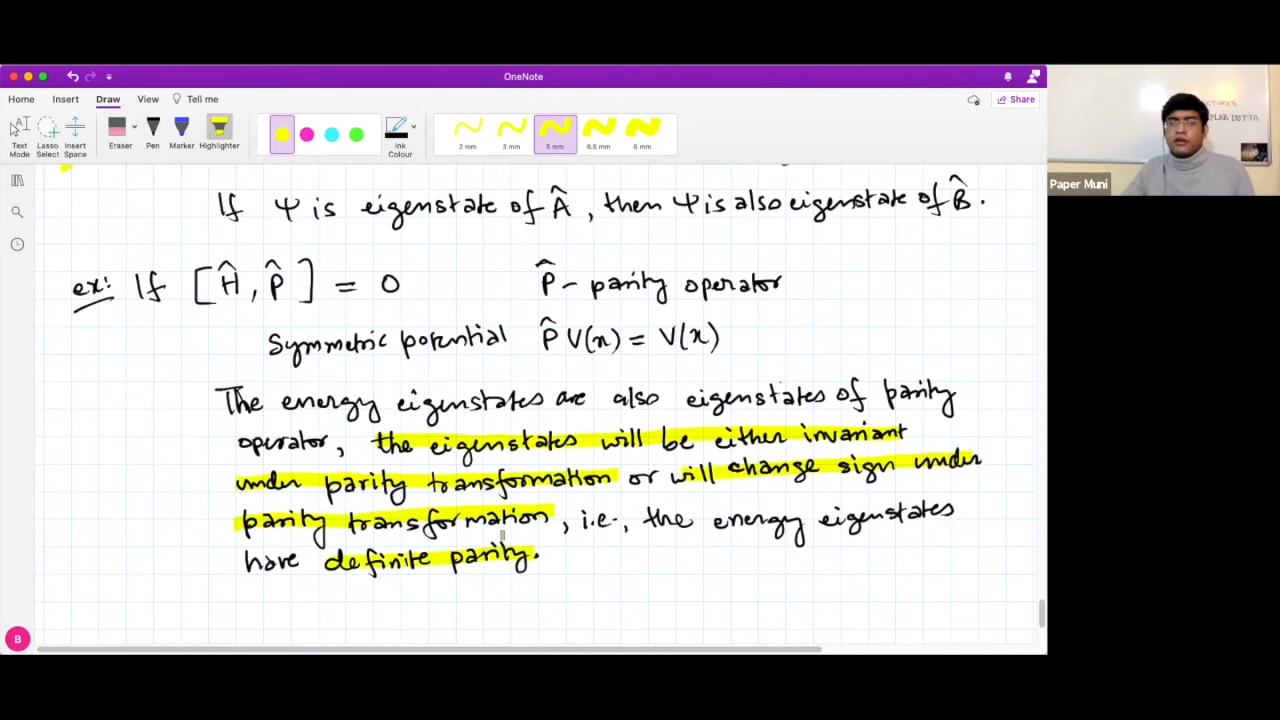 OneNote
Home Insert Draw View Tell me Share
Text Mode Lasso Select Insert Space Eraser Pen Marker Highlighter 2 mm 3 mm 5 mm 6.5 mm 8 mm Ink Colour
If Ψ is eigenstate of Â, then Ψ is also eigenstate of B̂.
ex: If [Ĥ, P̂] = 0 P̂ - parity operator
Symmetric potential P̂ V(x) = V(x)
The energy eigenstates are also eigenstates of parity
operator, the eigenstates will be either invariant
under parity transformation or will change sign under
parity transformation, i.e., the energy eigenstates
have definite parity.
B
Paper Muni